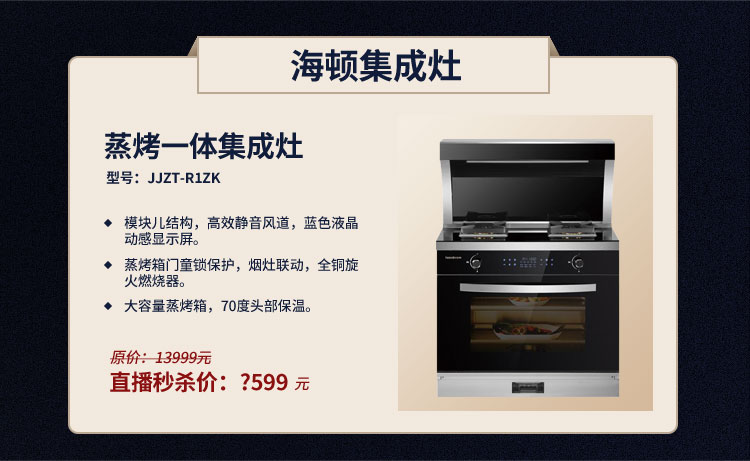 海顿集成灶
蒸烤一体集成灶
型号：JJZT-R1ZK
◆ 模块儿结构，高效静音风道，蓝色液晶
动感显示屏。
◆ 蒸烤箱门童锁保护，烟灶联动，全铜旋
火燃烧器。
◆ 大容量蒸烤箱，70度头部保温。
原价：13999元
直播秒杀价：?599 元